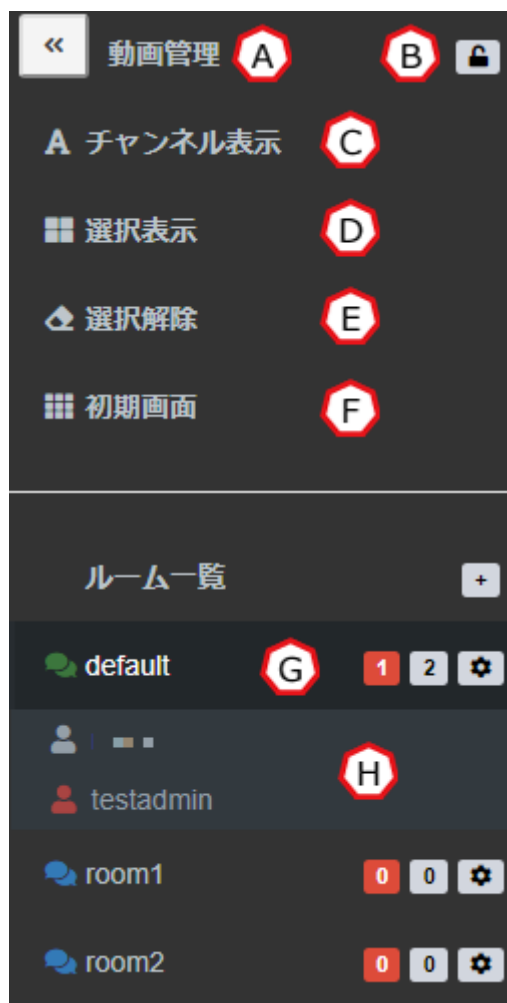 « 動画管理 A B
A チャンネル表示 C
選択表示 D
選択解除 E
初期画面 F
ルーム一覧 +
default G 1 2
H
testadmin
room1 0 0
room2 0 0